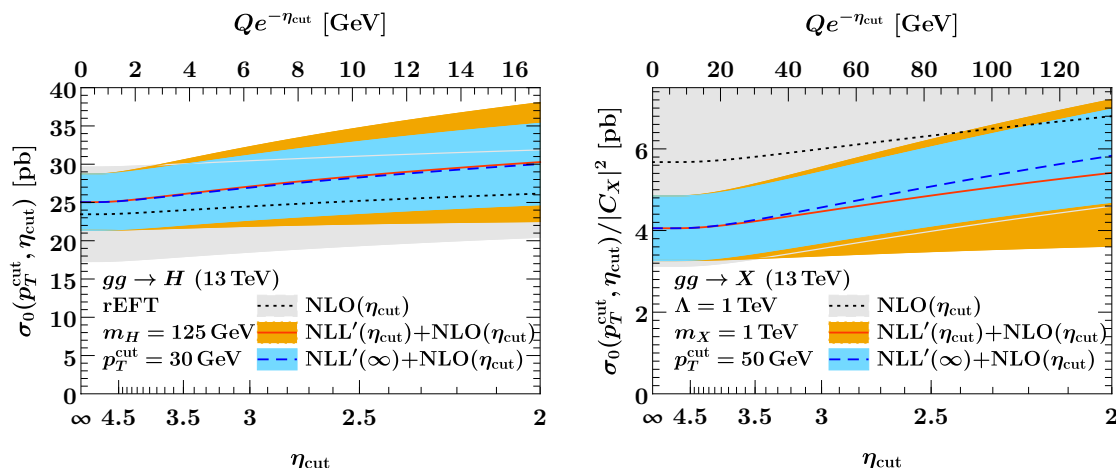 Qe^{−η_cut} [GeV]
0 2 4 6 8 10 12 14 16
40
35
30
25
20
15
10
5
0
σ_0(p_T^cut, η_cut) [pb]
gg → H (13 TeV)
rEFT
m_H = 125 GeV
p_T^cut = 30 GeV
NLO(η_cut)
NLL′(η_cut)+NLO(η_cut)
NLL′(∞)+NLO(η_cut)
∞ 4.5 3.5 3 2.5 2
η_cut
Qe^{−η_cut} [GeV]
0 20 40 60 80 100 120
6
4
2
0
σ_0(p_T^cut, η_cut)/|C_X|^2 [pb]
gg → X (13 TeV)
Λ = 1 TeV
m_X = 1 TeV
p_T^cut = 50 GeV
NLO(η_cut)
NLL′(η_cut)+NLO(η_cut)
NLL′(∞)+NLO(η_cut)
∞ 4.5 3.5 3 2.5 2
η_cut